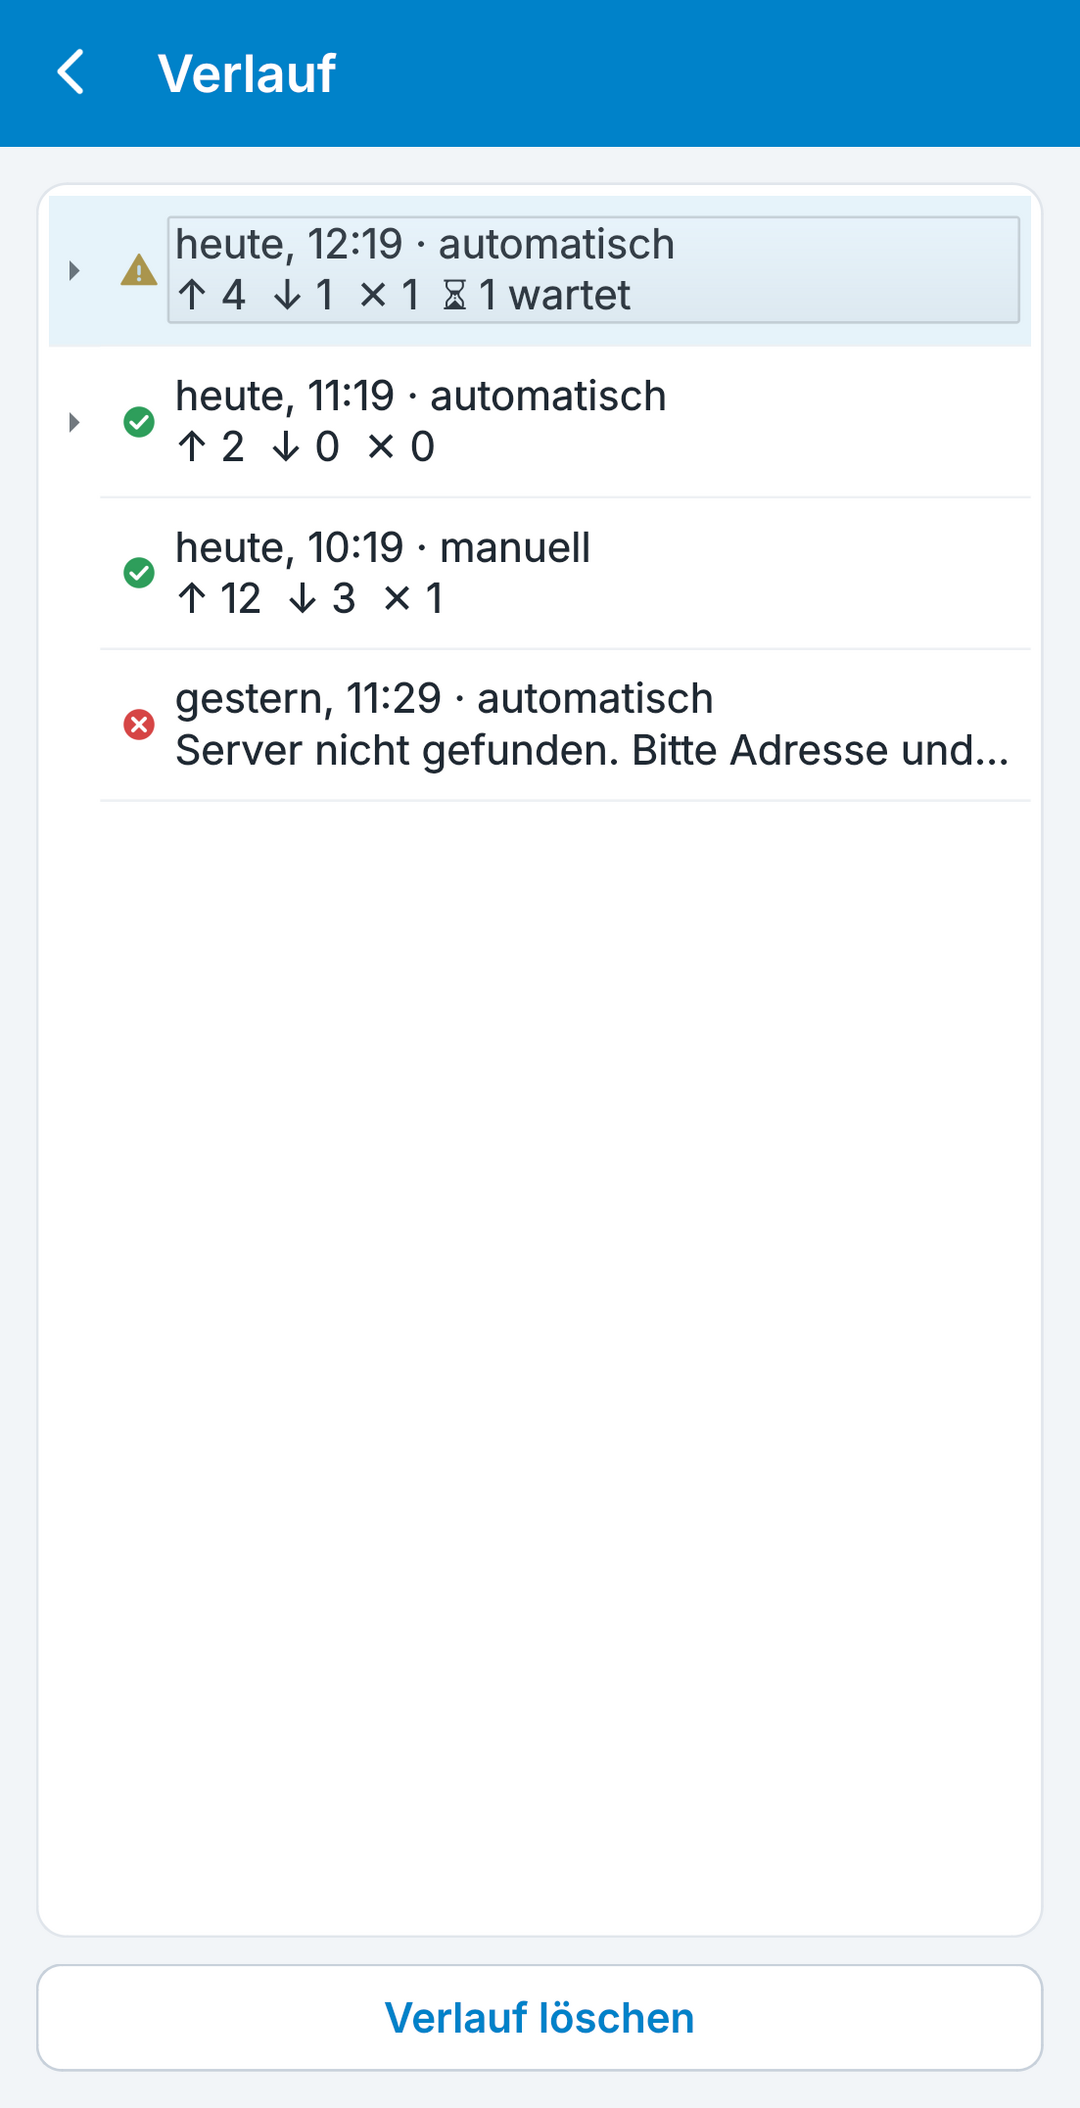 Verlauf
heute, 12:19 · automatisch
↑ 4 ↓ 1 × 1 ⌛ 1 wartet
heute, 11:19 · automatisch
↑ 2 ↓ 0 × 0
heute, 10:19 · manuell
↑ 12 ↓ 3 × 1
gestern, 11:29 · automatisch
Server nicht gefunden. Bitte Adresse und...
Verlauf löschen